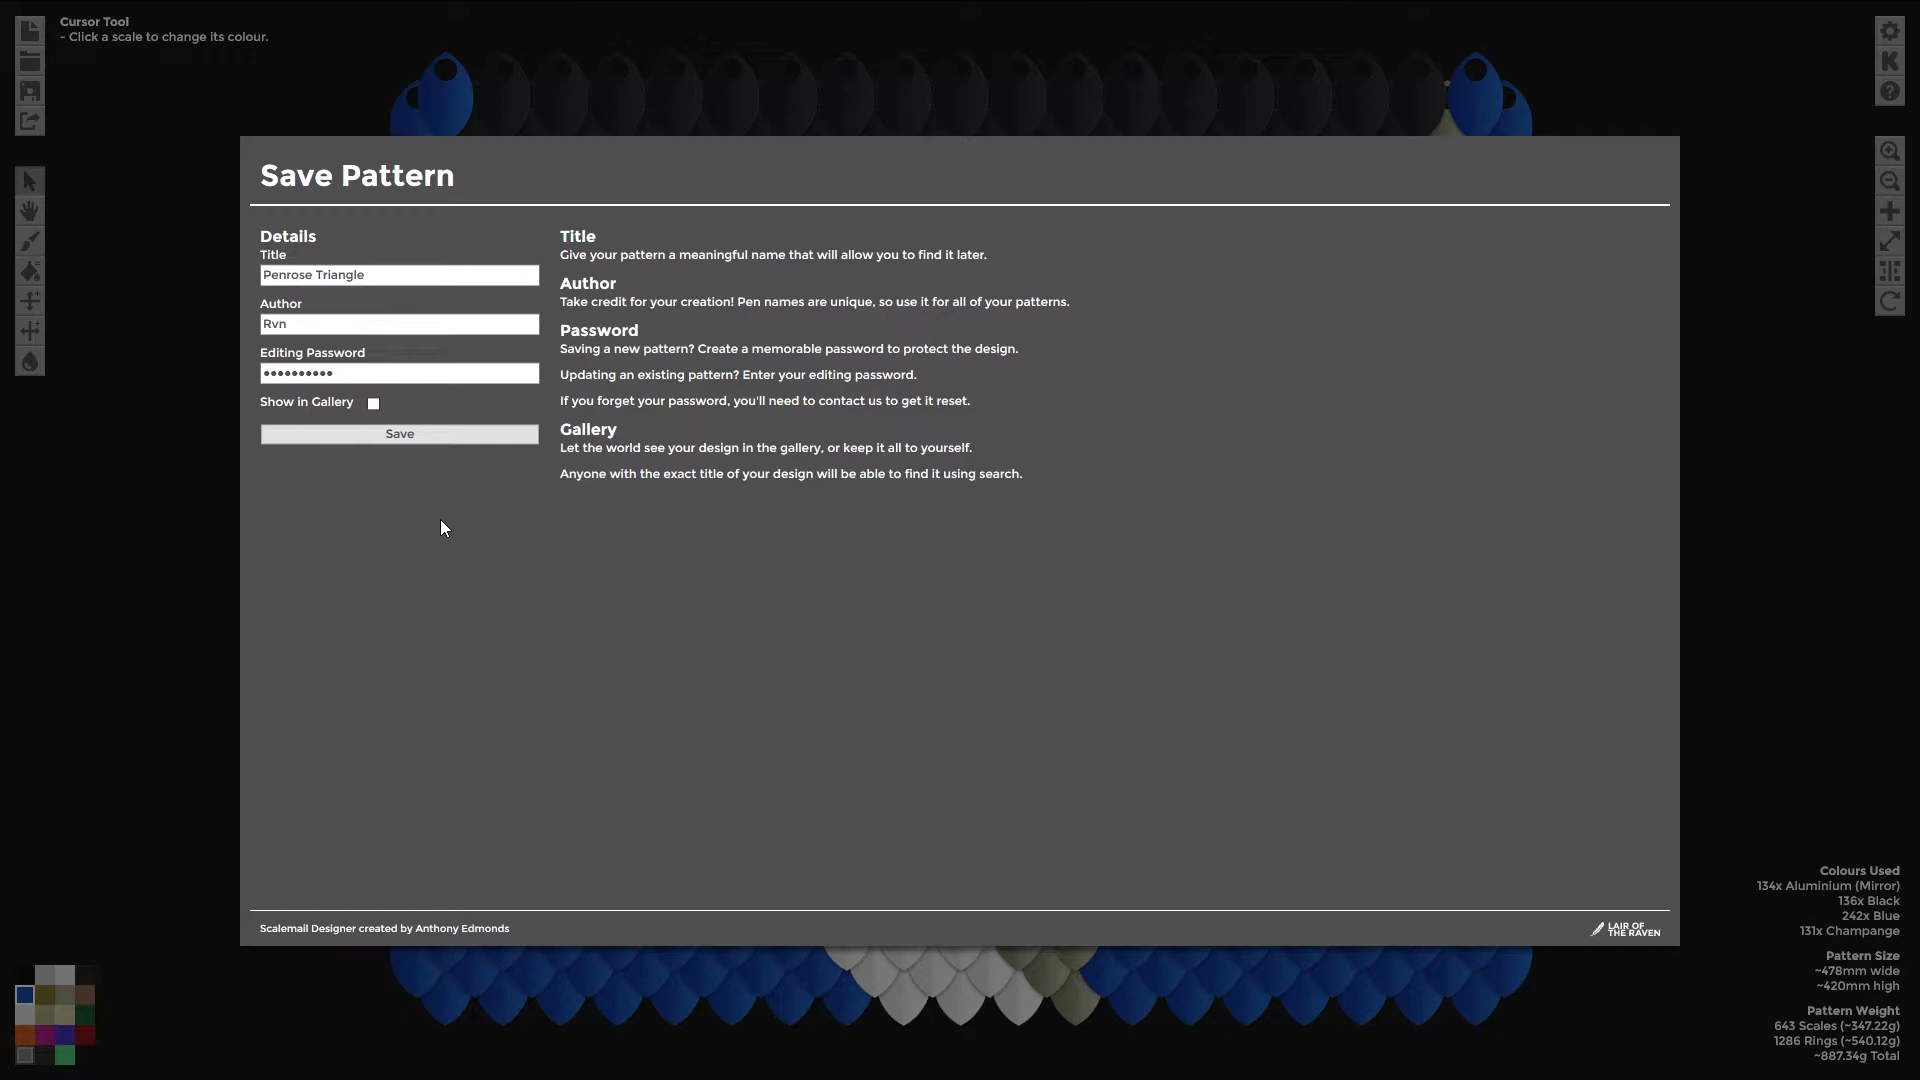 Cursor Tool
- Click a scale to change its colour.
Save Pattern
Details
Title
Penrose Triangle
Author
Rvn
Editing Password
••••••••••
Show in Gallery
Save
Title
Give your pattern a meaningful name that will allow you to find it later.
Author
Take credit for your creation! Pen names are unique, so use it for all of your patterns.
Password
Saving a new pattern? Create a memorable password to protect the design.
Updating an existing pattern? Enter your editing password.
If you forget your password, you'll need to contact us to get it reset.
Gallery
Let the world see your design in the gallery, or keep it all to yourself.
Anyone with the exact title of your design will be able to find it using search.
Scalemail Designer created by Anthony Edmonds
LAIR OF
THE RAVEN
Colours Used
134x Aluminium (Mirror)
136x Black
242x Blue
131x Champange
Pattern Size
~478mm wide
~420mm high
Pattern Weight
643 Scales (~347.22g)
1286 Rings (~540.12g)
~887.34g Total